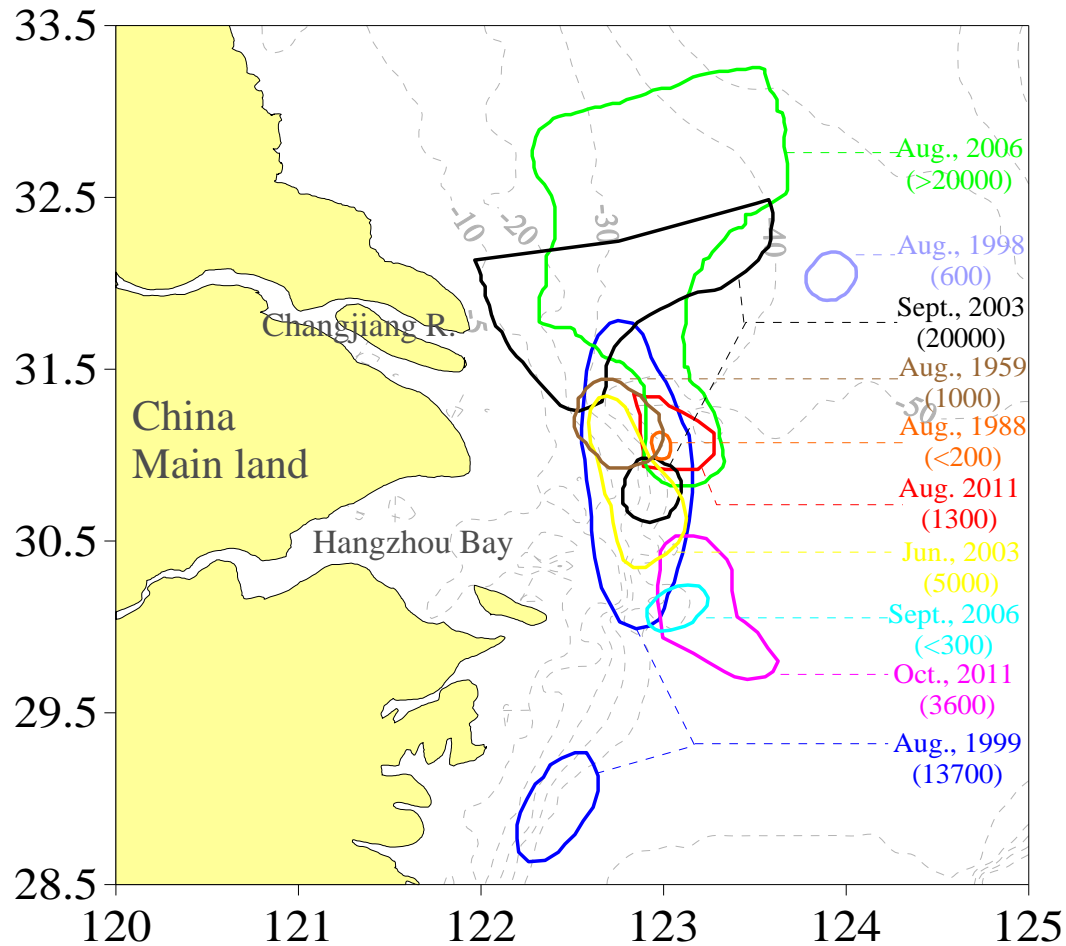 33.5
32.5
31.5
30.5
29.5
28.5
120
121
122
123
124
125
-10
-20
-30
-40
-5
-50
Changjiang R.
China
Main land
Hangzhou Bay
Aug., 2006
(>20000)
Aug., 1998
(600)
Sept., 2003
(20000)
Aug., 1959
(1000)
Aug., 1988
(<200)
Aug. 2011
(1300)
Jun., 2003
(5000)
Sept., 2006
(<300)
Oct., 2011
(3600)
Aug., 1999
(13700)